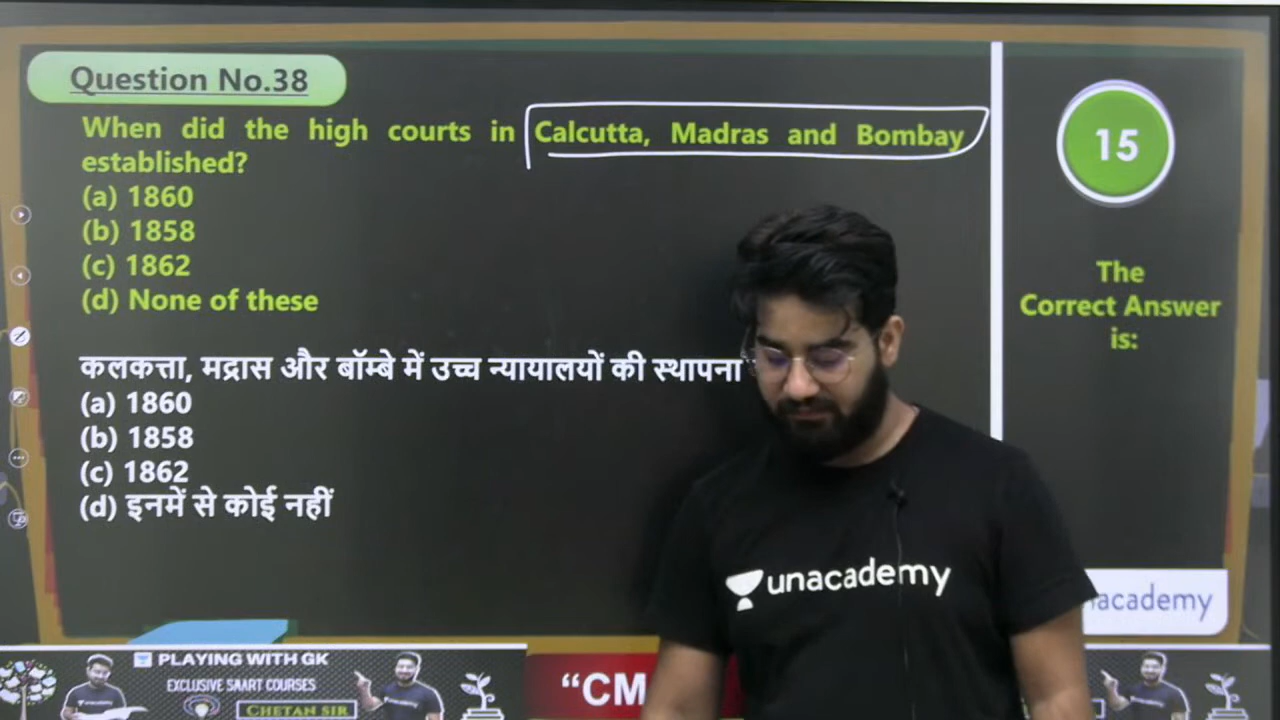 Question No.38
When did the high courts in Calcutta, Madras and Bombay
established?
(a) 1860
(b) 1858
(c) 1862
(d) None of these
कलकत्ता, मद्रास और बॉम्बे में उच्च न्यायालयों की स्थापना
(a) 1860
(b) 1858
(c) 1862
(d) इनमें से कोई नहीं
15
The
Correct Answer
is:
unacademy
academy
PLAYING WITH GK
EXCLUSIVE SMART COURSES
CHETAN SIR
“CM